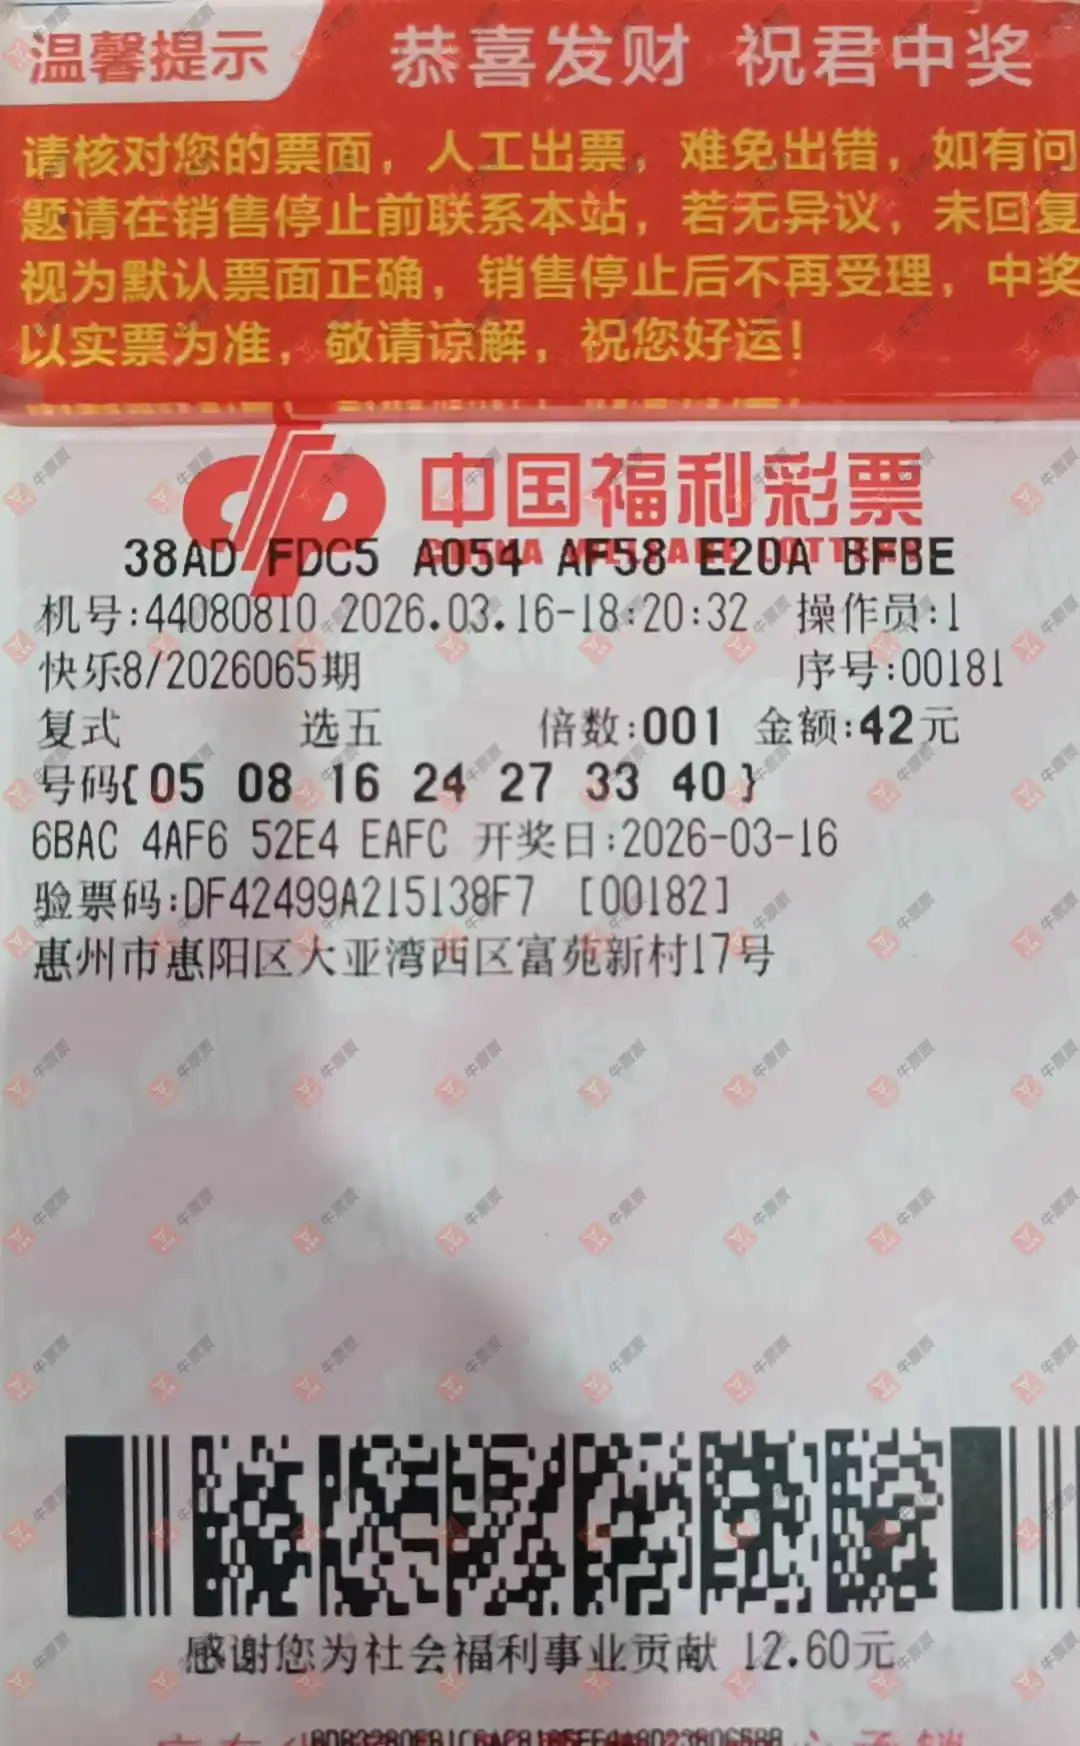 温馨提示 恭喜发财 祝君中奖
请核对您的票面，人工出票，难免出错，如有问
题请在销售停止前联系本站，若无异议，未回复
视为默认票面正确，销售停止后不再受理，中奖
以实票为准，敬请谅解，祝您好运！
中国福利彩票
CHINA WELFARE LOTTERY
38AD FDC5 A054 AF58 E20A BFBE
机号:44080810 2026.03.16-18:20:32 操作员:1
快乐8/2026065期 序号:00181
复式 选五 倍数:001 金额:42元
号码{05 08 16 24 27 33 40}
6BAC 4AF6 52E4 EAFC 开奖日:2026-03-16
验票码:DF42499A215138F7 [00182]
惠州市惠阳区大亚湾西区富苑新村17号
感谢您为社会福利事业贡献 12.60元
牛票票